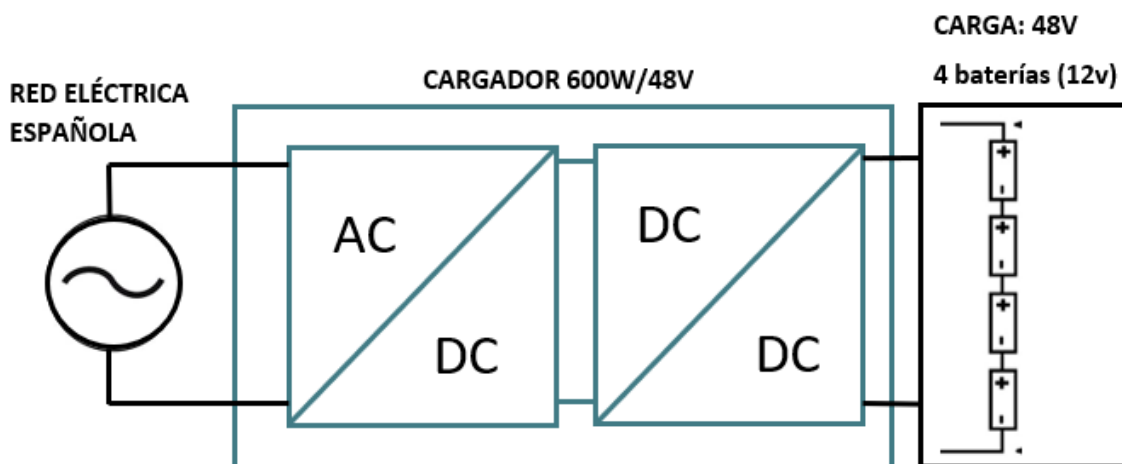 CARGA: 48V
4 baterías (12v)
CARGADOR 600W/48V
RED ELÉCTRICA
ESPAÑOLA
AC
DC
DC
DC
+
-
+
-
+
-
+
-